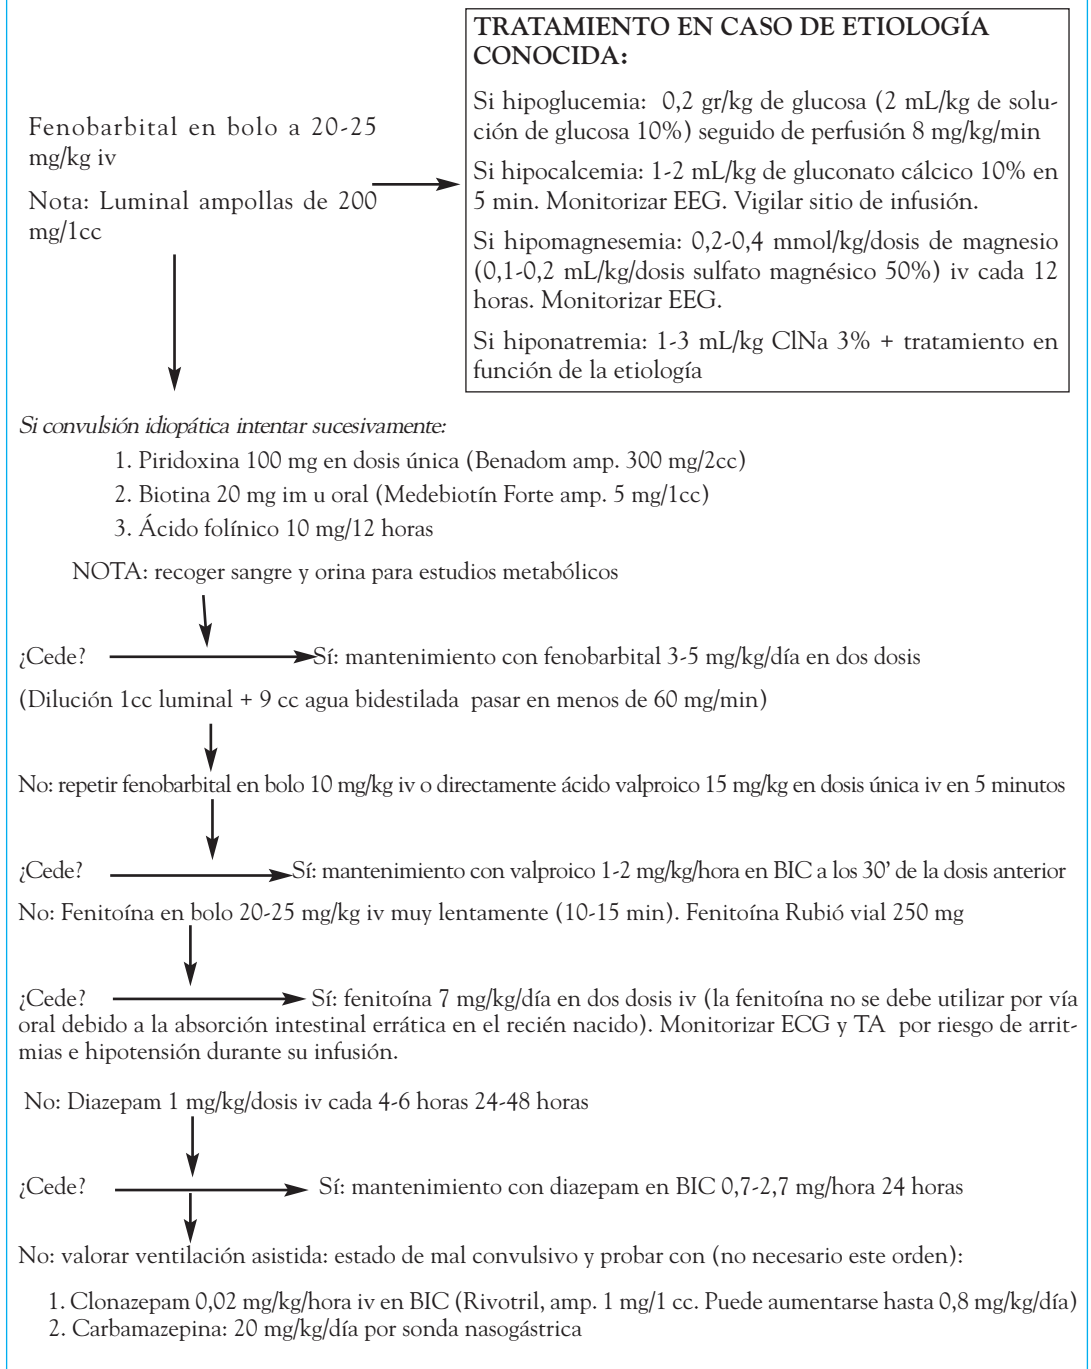 Fenobarbital en bolo a 20-25
mg/kg iv
Nota: Luminal ampollas de 200
mg/1cc
TRATAMIENTO EN CASO DE ETIOLOGÍA
CONOCIDA:
Si hipoglucemia: 0,2 gr/kg de glucosa (2 mL/kg de solu-
ción de glucosa 10%) seguido de perfusión 8 mg/kg/min
Si hipocalcemia: 1-2 mL/kg de gluconato cálcico 10% en
5 min. Monitorizar EEG. Vigilar sitio de infusión.
Si hipomagnesemia: 0,2-0,4 mmol/kg/dosis de magnesio
(0,1-0,2 mL/kg/dosis sulfato magnésico 50%) iv cada 12
horas. Monitorizar EEG.
Si hiponatremia: 1-3 mL/kg ClNa 3% + tratamiento en
función de la etiología
Si convulsión idiopática intentar sucesivamente:
1. Piridoxina 100 mg en dosis única (Benadom amp. 300 mg/2cc)
2. Biotina 20 mg im u oral (Medebiotín Forte amp. 5 mg/1cc)
3. Ácido folínico 10 mg/12 horas
NOTA: recoger sangre y orina para estudios metabólicos
¿Cede? Sí: mantenimiento con fenobarbital 3-5 mg/kg/día en dos dosis
(Dilución 1cc luminal + 9 cc agua bidestilada pasar en menos de 60 mg/min)
No: repetir fenobarbital en bolo 10 mg/kg iv o directamente ácido valproico 15 mg/kg en dosis única iv en 5 minutos
¿Cede? Sí: mantenimiento con valproico 1-2 mg/kg/hora en BIC a los 30' de la dosis anterior
No: Fenitoína en bolo 20-25 mg/kg iv muy lentamente (10-15 min). Fenitoína Rubió vial 250 mg
¿Cede? Sí: fenitoína 7 mg/kg/día en dos dosis iv (la fenitoína no se debe utilizar por vía
oral debido a la absorción intestinal errática en el recién nacido). Monitorizar ECG y TA por riesgo de arrit-
mias e hipotensión durante su infusión.
No: Diazepam 1 mg/kg/dosis iv cada 4-6 horas 24-48 horas
¿Cede? Sí: mantenimiento con diazepam en BIC 0,7-2,7 mg/hora 24 horas
No: valorar ventilación asistida: estado de mal convulsivo y probar con (no necesario este orden):
1. Clonazepam 0,02 mg/kg/hora iv en BIC (Rivotril, amp. 1 mg/1 cc. Puede aumentarse hasta 0,8 mg/kg/día)
2. Carbamazepina: 20 mg/kg/día por sonda nasogástrica